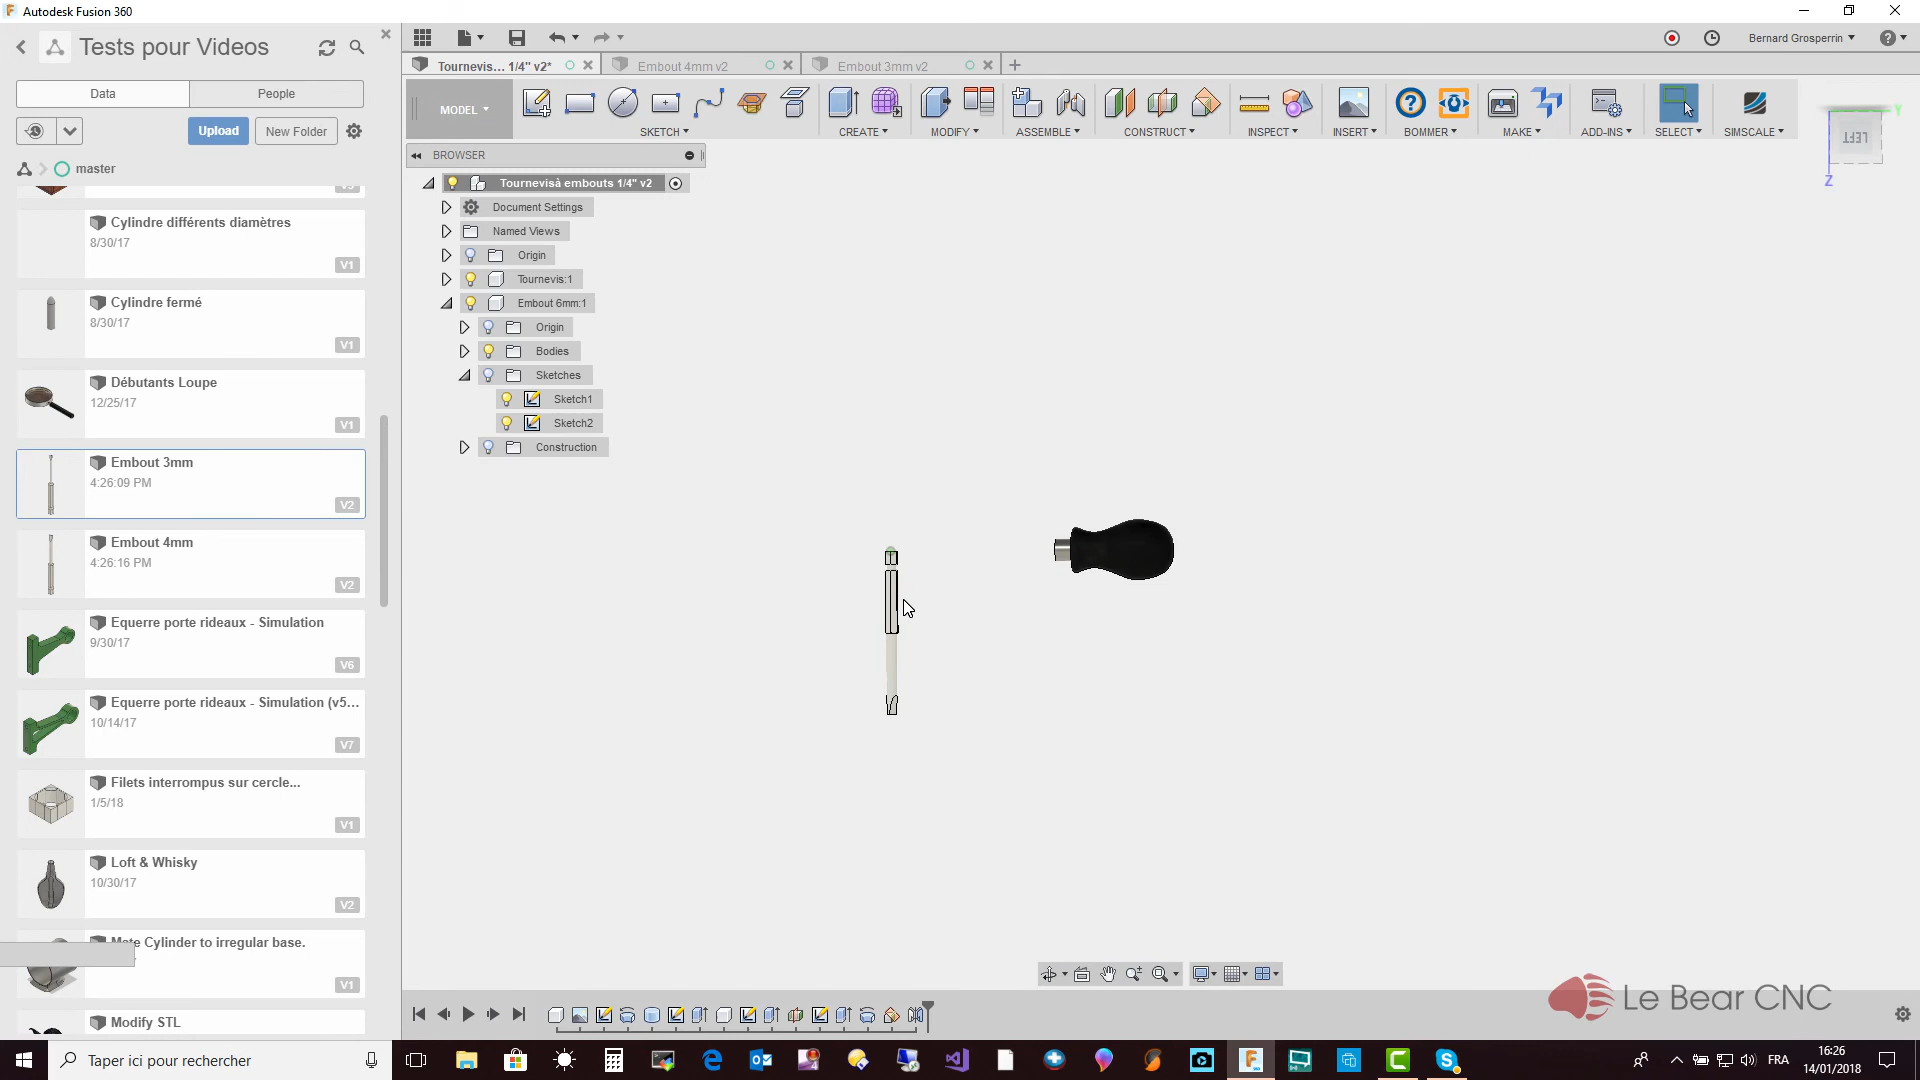 Autodesk Fusion 360
Tests pour Videos
Data
People
Upload
New Folder
master
Cylindre différents diamètres
8/30/17
V1
Cylindre fermé
8/30/17
V1
Débutants Loupe
12/25/17
V1
Embout 3mm
4:26:09 PM
V2
Embout 4mm
4:26:16 PM
V2
Equerre porte rideaux - Simulation
9/30/17
V6
Equerre porte rideaux - Simulation (v5...
10/14/17
V7
Filets interrompus sur cercle...
1/5/18
V1
Loft & Whisky
10/30/17
V2
Cylinder to irregular base.
V1
Modify STL
Bernard Grosperrin
Tournevis... 1/4" v2*
Embout 4mm v2
Embout 3mm v2
MODEL
SKETCH
CREATE
MODIFY
ASSEMBLE
CONSTRUCT
INSPECT
INSERT
BOMMER
MAKE
ADD-INS
SELECT
SIMSCALE
BROWSER
Tournevisà embouts 1/4" v2
Document Settings
Named Views
Origin
Tournevis:1
Embout 6mm:1
Origin
Bodies
Sketches
Sketch1
Sketch2
Construction
Y
LEFT
Z
Le Bear CNC
Taper ici pour rechercher
FRA
16:26
14/01/2018